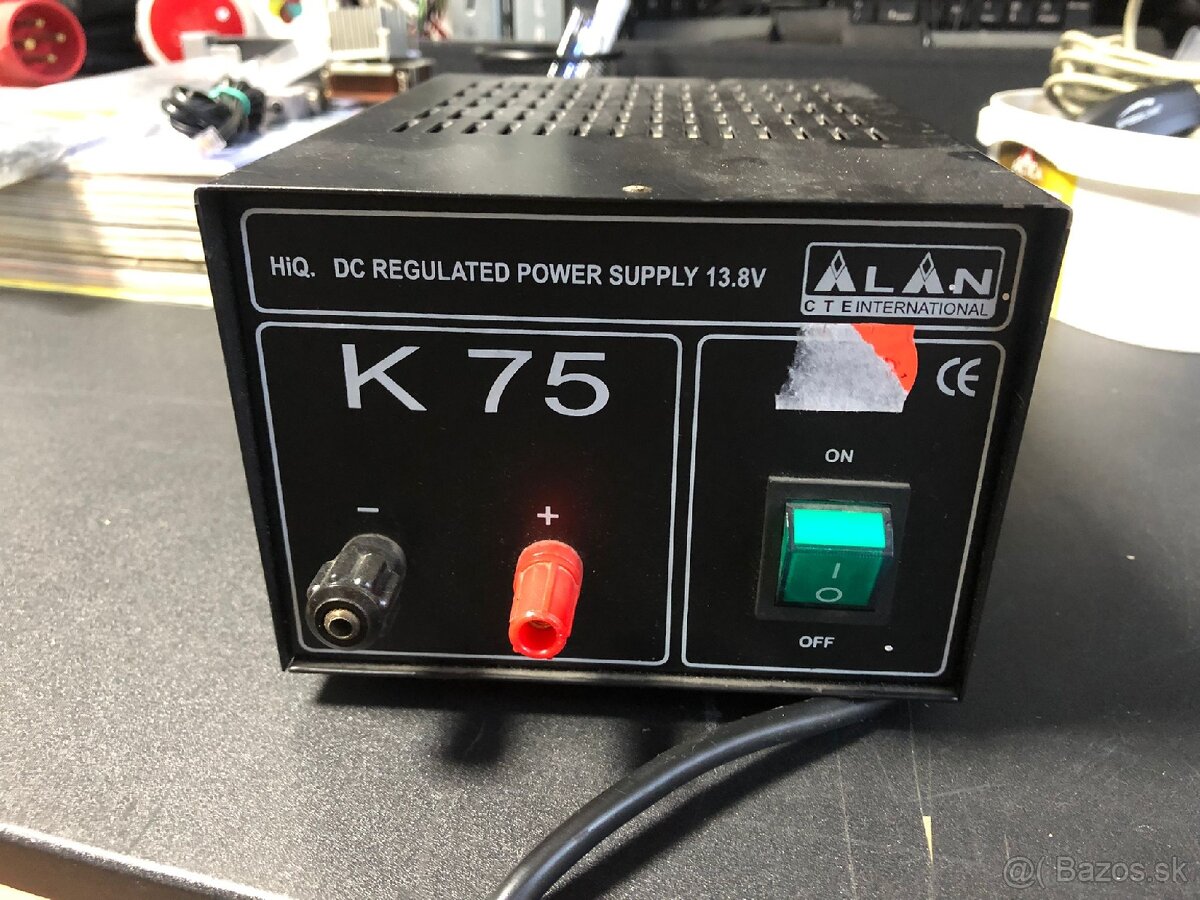 HiQ. DC REGULATED POWER SUPPLY 13.8V
ALAN
CTE INTERNATIONAL
K 75
CE
ON
- +
I
O
OFF
@( Bazos.sk